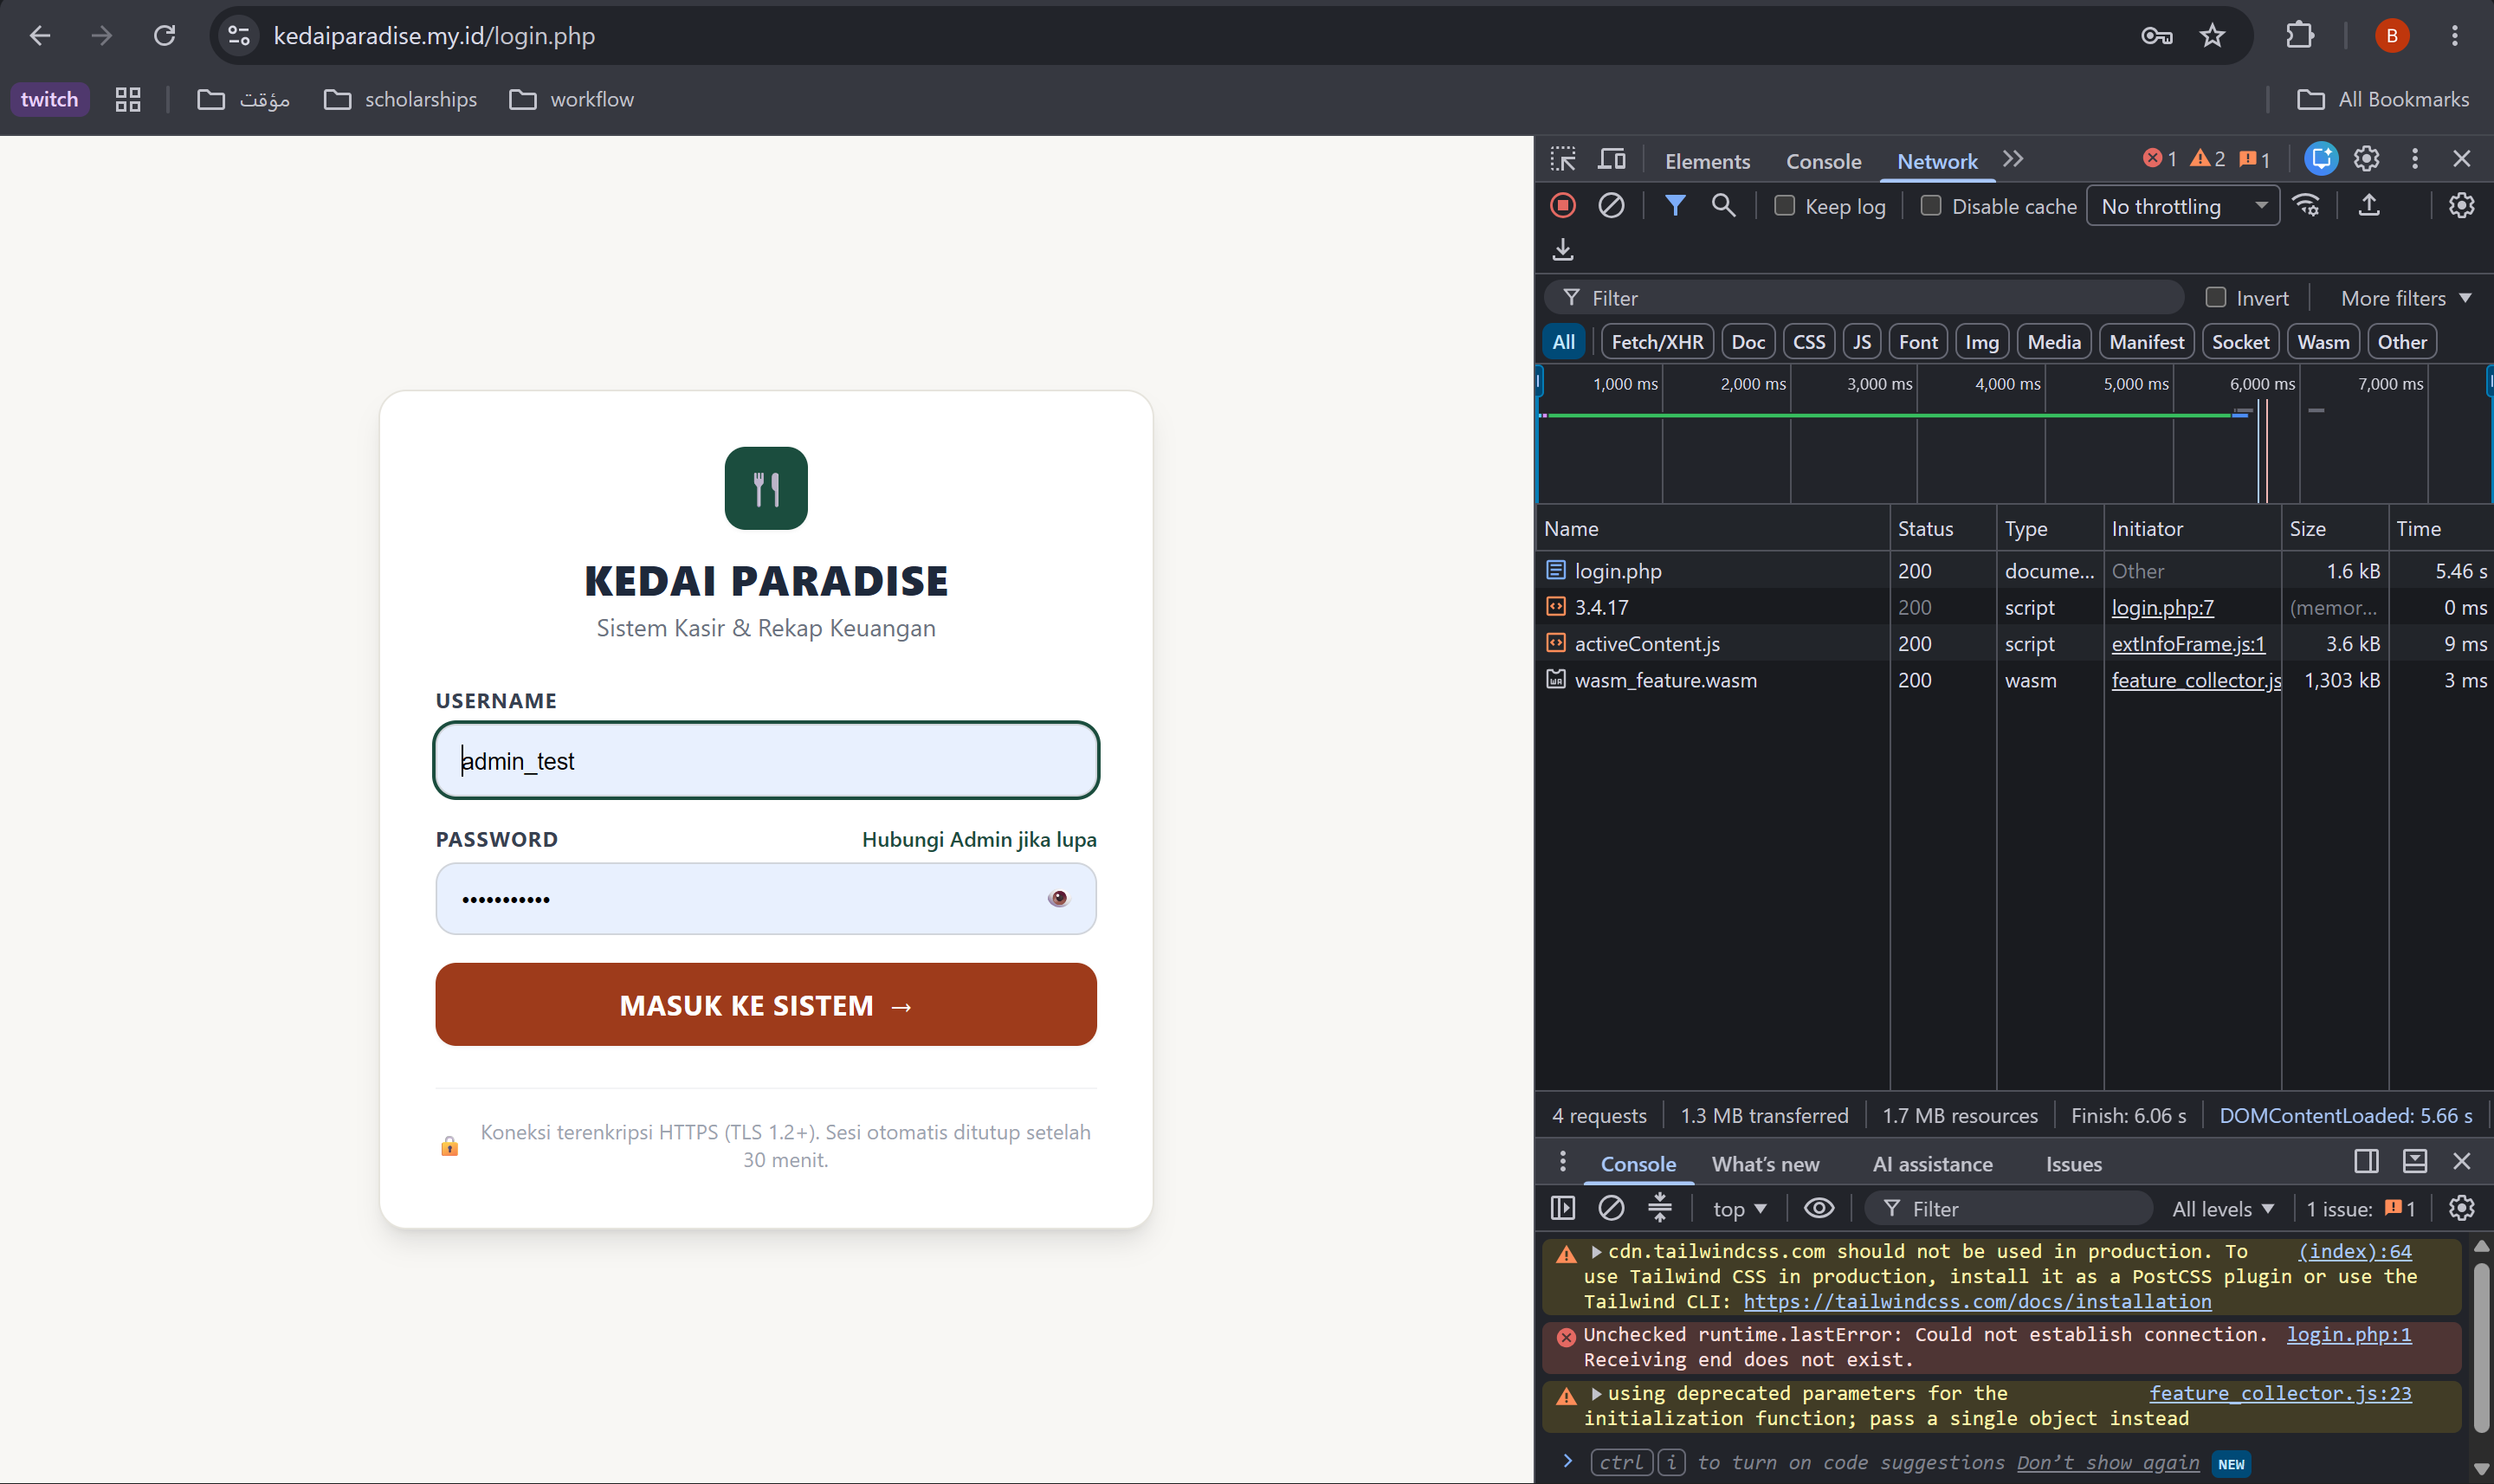 kedaiparadise.my.id/login.php
B
twitch
مؤقت
scholarships
workflow
All Bookmarks
KEDAI PARADISE
Sistem Kasir & Rekap Keuangan
USERNAME
admin_test
PASSWORD
Hubungi Admin jika lupa
•••••••••••
MASUK KE SISTEM →
Koneksi terenkripsi HTTPS (TLS 1.2+). Sesi otomatis ditutup setelah
30 menit.
Elements
Console
Network
1
2
1
Keep log
Disable cache
No throttling
Filter
Invert
More filters
All
Fetch/XHR
Doc
CSS
JS
Font
Img
Media
Manifest
Socket
Wasm
Other
1,000 ms
2,000 ms
3,000 ms
4,000 ms
5,000 ms
6,000 ms
7,000 ms
Name Status Type Initiator Size Time
login.php 200 docume... Other 1.6 kB 5.46 s
3.4.17 200 script login.php:7 (memor... 0 ms
activeContent.js 200 script extInfoFrame.js:1 3.6 kB 9 ms
wasm_feature.wasm 200 wasm feature_collector.js 1,303 kB 3 ms
4 requests
1.3 MB transferred
1.7 MB resources
Finish: 6.06 s
DOMContentLoaded: 5.66 s
Console
What's new
AI assistance
Issues
top
Filter
All levels
1 issue: 1
cdn.tailwindcss.com should not be used in production. To (index):64
use Tailwind CSS in production, install it as a PostCSS plugin or use the
Tailwind CLI: https://tailwindcss.com/docs/installation
Unchecked runtime.lastError: Could not establish connection. login.php:1
Receiving end does not exist.
using deprecated parameters for the feature_collector.js:23
initialization function; pass a single object instead
ctrl i to turn on code suggestions Don't show again NEW